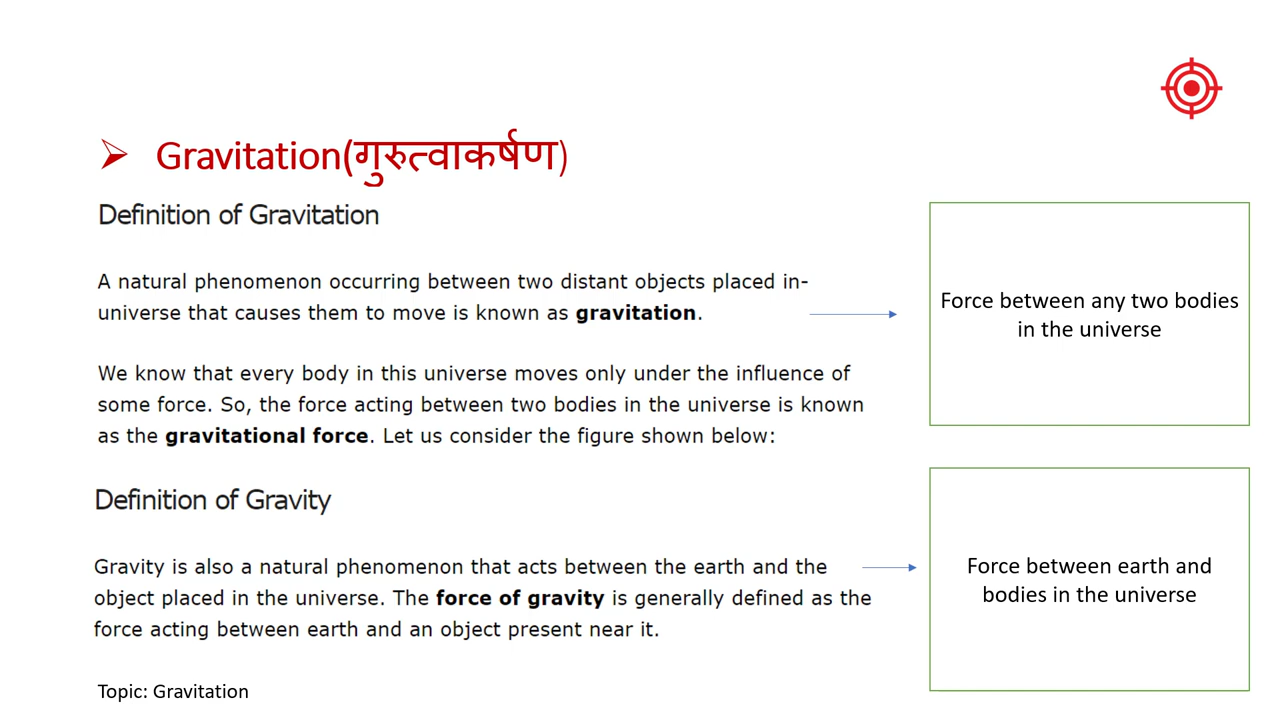 Gravitation(गुरुत्वाकर्षण)
Definition of Gravitation
A natural phenomenon occurring between two distant objects placed in-
universe that causes them to move is known as gravitation.
Force between any two bodies
in the universe
We know that every body in this universe moves only under the influence of
some force. So, the force acting between two bodies in the universe is known
as the gravitational force. Let us consider the figure shown below:
Definition of Gravity
Gravity is also a natural phenomenon that acts between the earth and the
object placed in the universe. The force of gravity is generally defined as the
force acting between earth and an object present near it.
Force between earth and
bodies in the universe
Topic: Gravitation